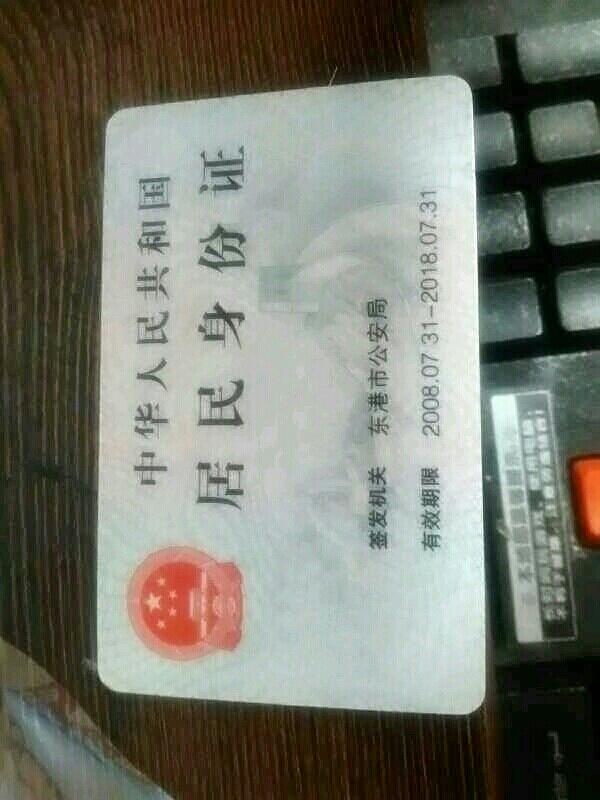 中华人民共和国
居民身份证
签发机关 东港市公安局
有效期限 2008.07.31-2018.07.31